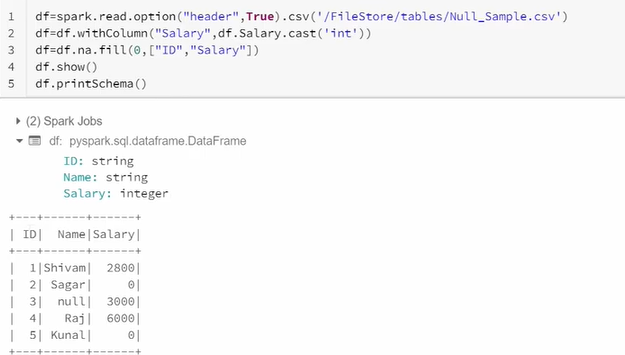 1 df=spark.read.option("header",True).csv('/FileStore/tables/Null_Sample.csv')
2 df=df.withColumn("Salary",df.Salary.cast('int'))
3 df=df.na.fill(0,["ID","Salary"])
4 df.show()
5 df.printSchema()
(2) Spark Jobs
df: pyspark.sql.dataframe.DataFrame
ID: string
Name: string
Salary: integer
+---+------+------+
| ID|  Name|Salary|
+---+------+------+
|  1|Shivam|  2800|
|  2| Sagar|     0|
|  3|  null|  3000|
|  4|   Raj|  6000|
|  5| Kunal|     0|
+---+------+------+